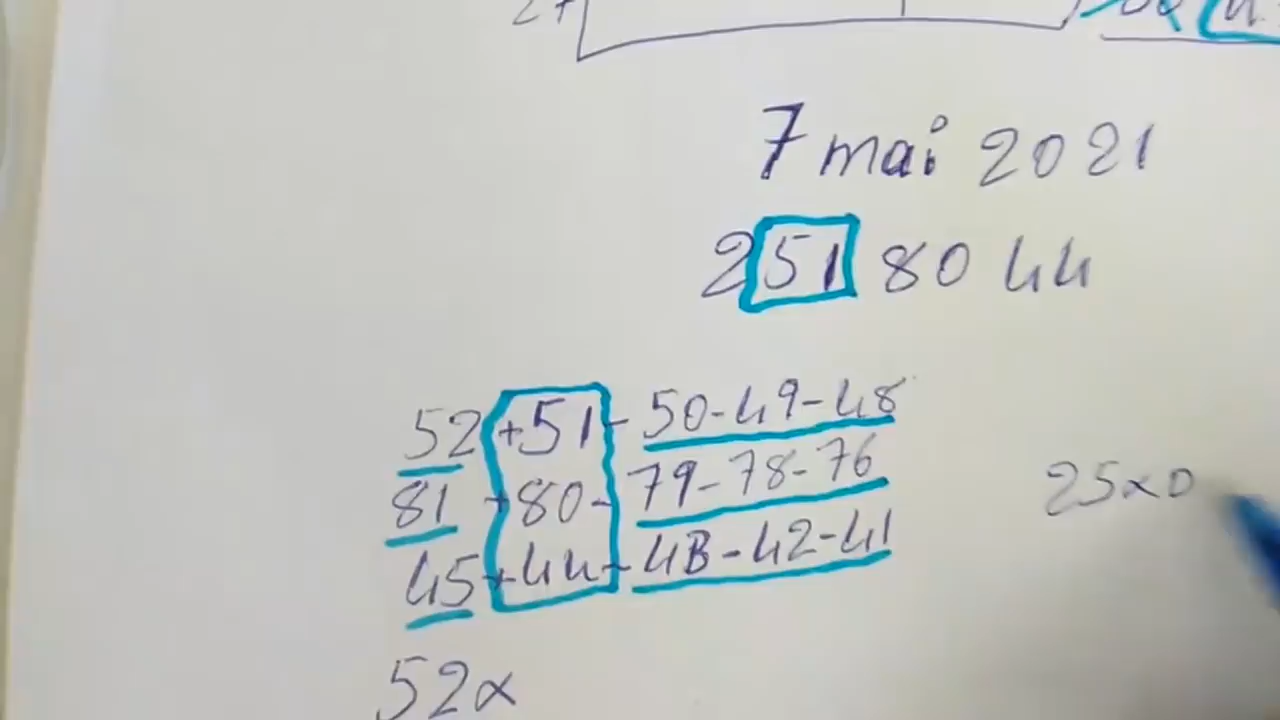 27
7 mai 2021
251 80 44
52 +51- 50-49-48
81 +80- 79-78-76
45 +44- 43-42-41
25x0
52x